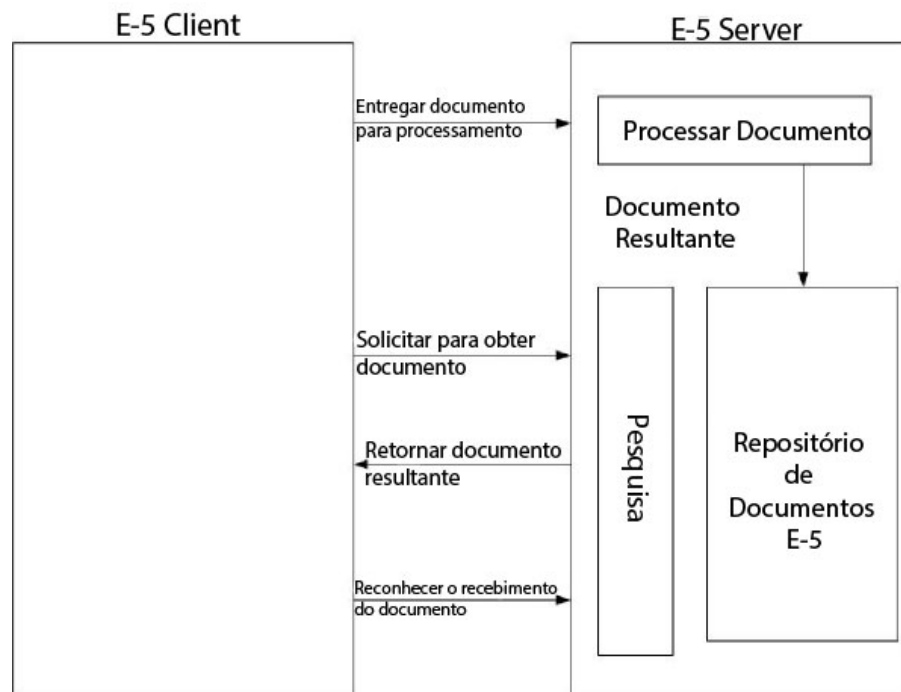 E-5 Client
E-5 Server
Entregar documento
para processamento
Processar Documento
Documento
Resultante
Solicitar para obter
documento
Retornar documento
resultante
Pesquisa
Repositório
de
Documentos
E-5
Reconhecer o recebimento
do documento